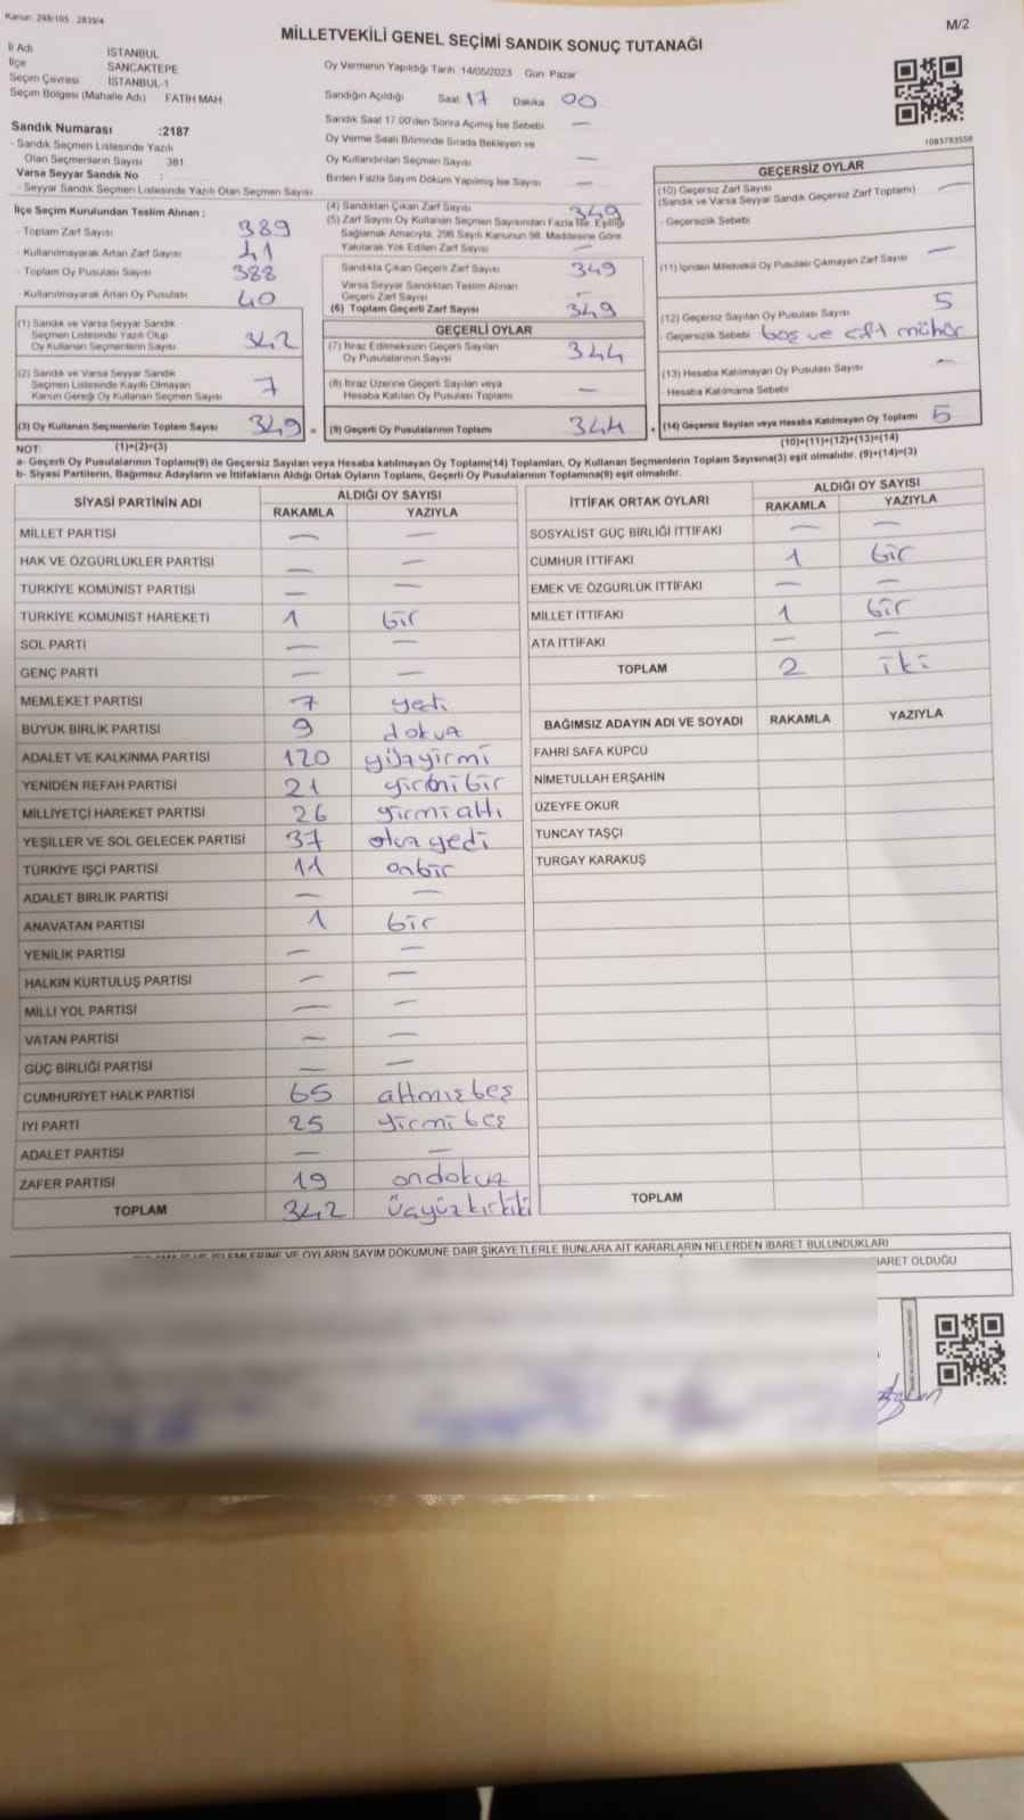 Kanun: 298/105 2839/4
M/2
MİLLETVEKİLİ GENEL SEÇİMİ SANDIK SONUÇ TUTANAĞI
İl Adı : İSTANBUL
İlçe : SANCAKTEPE
Seçim Çevresi : İSTANBUL-1
Seçim Bölgesi (Mahalle Adı) FATİH MAH
Sandık Numarası :2187
- Sandık Seçmen Listesinde Yazılı
Olan Seçmenlerin Sayısı 381
Varsa Seyyar Sandık No :
- Seyyar Sandık Seçmen Listesinde Yazılı Olan Seçmen Sayısı
Oy Vermenin Yapıldığı Tarih :14/05/2023 Gün: Pazar
Sandığın Açıldığı Saat 17 Dakika 00
Sandık Saat 17.00'den Sonra Açılmış İse Sebebi —
Oy Verme Saati Bitiminde Sırada Bekleyen ve
Oy Kullandırılan Seçmen Sayısı —
Birden Fazla Sayım Döküm Yapılmış İse Sayısı —
1083783558
İlçe Seçim Kurulundan Teslim Alınan :
- Toplam Zarf Sayısı 389
- Kullanılmayarak Artan Zarf Sayısı 41
- Toplam Oy Pusulası Sayısı 388
- Kullanılmayarak Artan Oy Pusulası 40
(1) Sandık ve Varsa Seyyar Sandık
Seçmen Listesinde Yazılı Olup
Oy Kullanan Seçmenlerin Sayısı 342
(2) Sandık ve Varsa Seyyar Sandık
Seçmen Listesinde Kayıtlı Olmayan
Kanun Gereği Oy Kullanan Seçmen Sayısı 7
(3) Oy Kullanan Seçmenlerin Toplam Sayısı 349 =
(4) Sandıktan Çıkan Zarf Sayısı 349
(5) Zarf Sayısı Oy Kullanan Seçmen Sayısından Fazla İse, Eşitliği
Sağlamak Amacıyla, 298 Sayılı Kanunun 98. Maddesine Göre
Yakılarak Yok Edilen Zarf Sayısı —
Sandıkta Çıkan Geçerli Zarf Sayısı 349
Varsa Seyyar Sandıktan Teslim Alınan
Geçerli Zarf Sayısı —
(6) Toplam Geçerli Zarf Sayısı 349
GEÇERLİ OYLAR
(7) İtiraz Edilmeksizin Geçerli Sayılan
Oy Pusulalarının Sayısı 344
(8) İtiraz Üzerine Geçerli Sayılan veya
Hesaba Katılan Oy Pusulası Toplamı —
(9) Geçerli Oy Pusulalarının Toplamı 344 +
GEÇERSİZ OYLAR
(10) Geçersiz Zarf Sayısı —
(Sandık ve Varsa Seyyar Sandık Geçersiz Zarf Toplamı)
- Geçersizlik Sebebi
(11) İçinden Milletvekili Oy Pusulası Çıkmayan Zarf Sayısı —
(12) Geçersiz Sayılan Oy Pusulası Sayısı 5
- Geçersizlik Sebebi boş ve çift mühür
(13) Hesaba Katılmayan Oy Pusulası Sayısı —
- Hesaba Katılmama Sebebi
(14) Geçersiz Sayılan veya Hesaba Katılmayan Oy Toplamı 5
NOT: (1)+(2)=(3)
(10)+(11)+(12)+(13)=(14)
a- Geçerli Oy Pusulalarının Toplamı(9) ile Geçersiz Sayılan veya Hesaba katılmayan Oy Toplamı(14) Toplamları, Oy Kullanan Seçmenlerin Toplam Sayısına(3) eşit olmalıdır. (9)+(14)=(3)
b- Siyasi Partilerin, Bağımsız Adayların ve İttifakların Aldığı Ortak Oyların Toplamı, Geçerli Oy Pusulalarının Toplamına(9) eşit olmalıdır.
SİYASİ PARTİNİN ADI ALDIĞI OY SAYISI
RAKAMLA YAZIYLA
MİLLET PARTİSİ — —
HAK VE ÖZGÜRLÜKLER PARTİSİ — —
TÜRKİYE KOMÜNİST PARTİSİ — —
TÜRKİYE KOMÜNİST HAREKETİ 1 bir
SOL PARTİ — —
GENÇ PARTİ — —
MEMLEKET PARTİSİ 7 yedi
BÜYÜK BİRLİK PARTİSİ 9 dokuz
ADALET VE KALKINMA PARTİSİ 120 yüzyirmi
YENİDEN REFAH PARTİSİ 21 yirmibir
MİLLİYETÇİ HAREKET PARTİSİ 26 yirmialtı
YEŞİLLER VE SOL GELECEK PARTİSİ 37 otuzyedi
TÜRKİYE İŞÇİ PARTİSİ 11 onbir
ADALET BİRLİK PARTİSİ — —
ANAVATAN PARTİSİ 1 bir
YENİLİK PARTİSİ — —
HALKIN KURTULUŞ PARTİSİ — —
MİLLİ YOL PARTİSİ — —
VATAN PARTİSİ — —
GÜÇ BİRLİĞİ PARTİSİ — —
CUMHURİYET HALK PARTİSİ 65 altmışbeş
İYİ PARTİ 25 yirmibeş
ADALET PARTİSİ — —
ZAFER PARTİSİ 19 ondokuz
TOPLAM 342 üçyüzkırkiki
İTTİFAK ORTAK OYLARI ALDIĞI OY SAYISI
RAKAMLA YAZIYLA
SOSYALİST GÜÇ BİRLİĞİ İTTİFAKI — —
CUMHUR İTTİFAKI 1 bir
EMEK VE ÖZGÜRLÜK İTTİFAKI — —
MİLLET İTTİFAKI 1 bir
ATA İTTİFAKI — —
TOPLAM 2 iki
BAĞIMSIZ ADAYIN ADI VE SOYADI RAKAMLA YAZIYLA
FAHRİ SAFA KÜPCÜ
NİMETULLAH ERŞAHİN
ÜZEYFE OKUR
TUNCAY TAŞÇI
TURGAY KARAKUŞ
TOPLAM
İŞLEMLERİNE VE OYLARIN SAYIM DÖKÜMÜNE DAİR ŞİKAYETLERLE BUNLARA AİT KARARLARIN NELERDEN İBARET BULUNDUKLARI
İBARET OLDUĞU